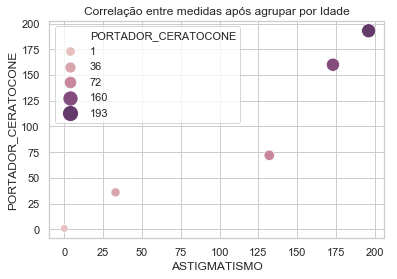 Correlação entre medidas após agrupar por Idade
PORTADOR_CERATOCONE
1
36
72
160
193
200
175
150
125
100
75
50
25
0
PORTADOR_CERATOCONE
0 25 50 75 100 125 150 175 200
ASTIGMATISMO